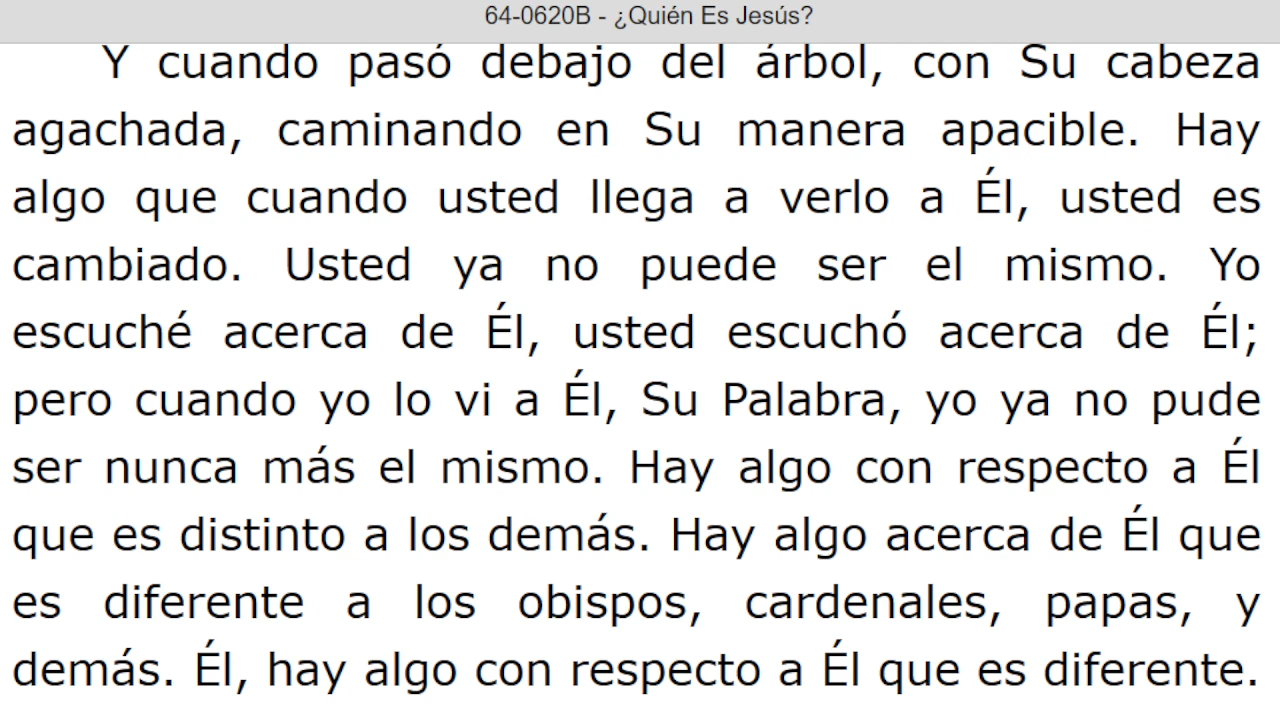 64-0620B - ¿Quién Es Jesús?
Y cuando pasó debajo del árbol, con Su cabeza
agachada, caminando en Su manera apacible. Hay
algo que cuando usted llega a verlo a Él, usted es
cambiado. Usted ya no puede ser el mismo. Yo
escuché acerca de Él, usted escuchó acerca de Él;
pero cuando yo lo vi a Él, Su Palabra, yo ya no pude
ser nunca más el mismo. Hay algo con respecto a Él
que es distinto a los demás. Hay algo acerca de Él que
es diferente a los obispos, cardenales, papas, y
demás. Él, hay algo con respecto a Él que es diferente.